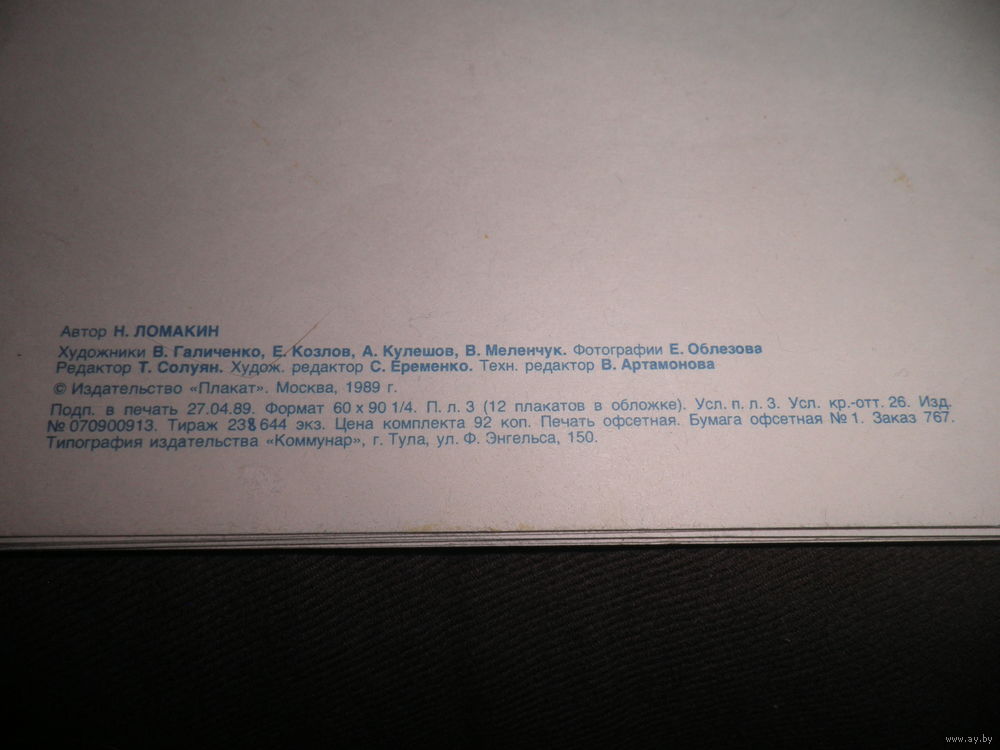 Автор Н. ЛОМАКИН
Художники В. Галиченко, Е. Козлов, А. Кулешов, В. Меленчук. Фотографии Е. Облезова
Редактор Т. Солуян. Худож. редактор С. Еременко. Техн. редактор В. Артамонова
© Издательство «Плакат». Москва, 1989 г.
Подп. в печать 27.04.89. Формат 60 х 90 1/4. П. л. 3 (12 плакатов в обложке). Усл. п. л. 3. Усл. кр.-отт. 26. Изд.
№ 070900913. Тираж 238 644 экз. Цена комплекта 92 коп. Печать офсетная. Бумага офсетная № 1. Заказ 767.
Типография издательства «Коммунар», г. Тула, ул. Ф. Энгельса, 150.
www.ay.by